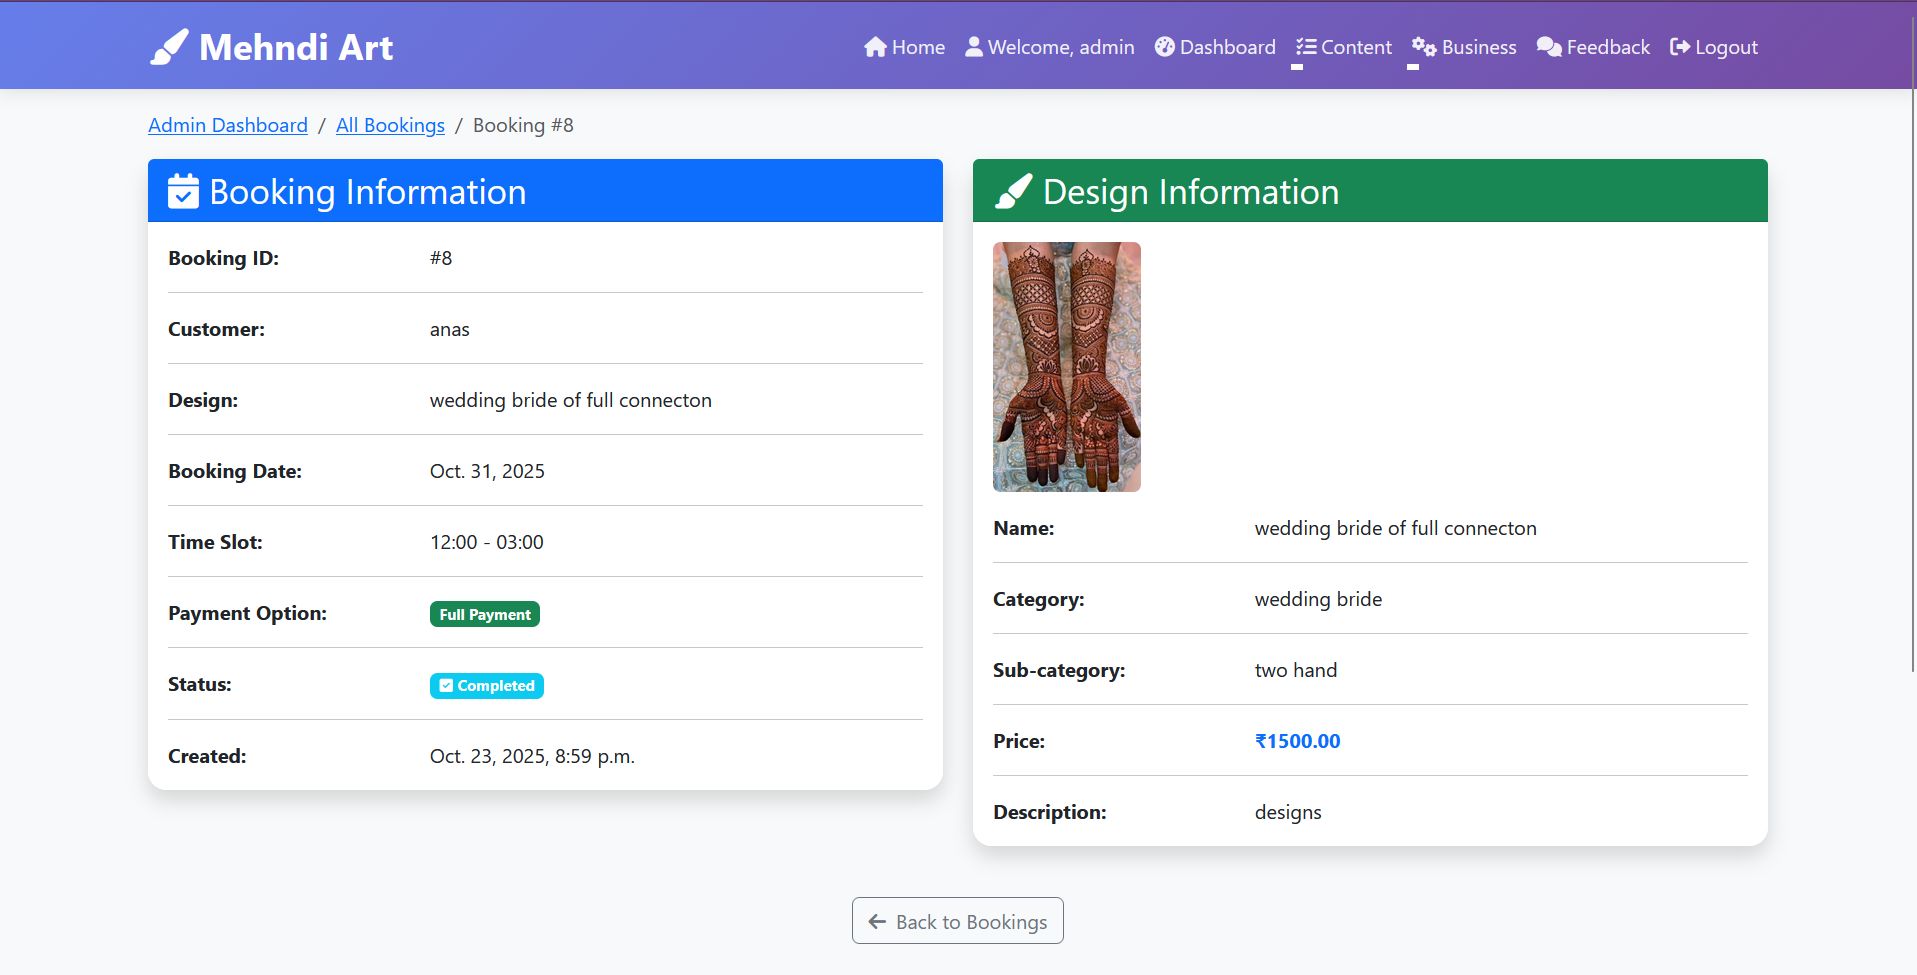 Mehndi Art
Home Welcome, admin Dashboard Content Business Feedback Logout
Admin Dashboard / All Bookings / Booking #8
Booking Information
Booking ID: #8
Customer: anas
Design: wedding bride of full connecton
Booking Date: Oct. 31, 2025
Time Slot: 12:00 - 03:00
Payment Option: Full Payment
Status: Completed
Created: Oct. 23, 2025, 8:59 p.m.
Design Information
Name: wedding bride of full connecton
Category: wedding bride
Sub-category: two hand
Price: ₹1500.00
Description: designs
Back to Bookings